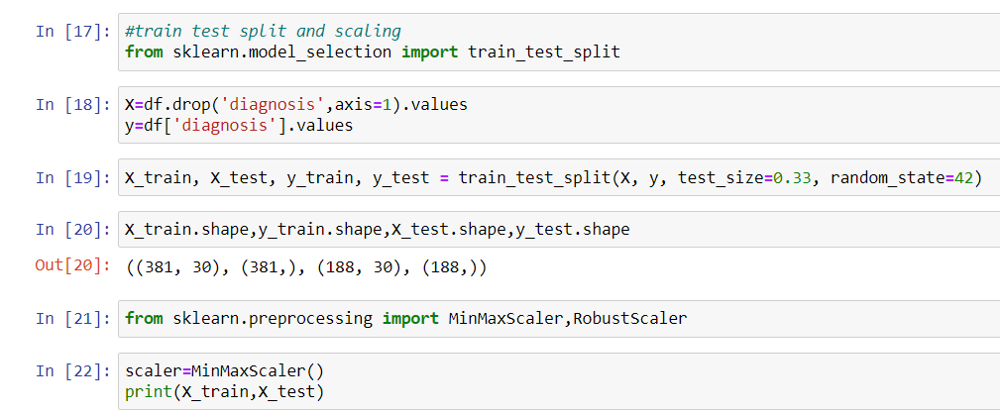 In [17]: #train test split and scaling
from sklearn.model_selection import train_test_split
In [18]: X=df.drop('diagnosis',axis=1).values
y=df['diagnosis'].values
In [19]: X_train, X_test, y_train, y_test = train_test_split(X, y, test_size=0.33, random_state=42)
In [20]: X_train.shape,y_train.shape,X_test.shape,y_test.shape
Out[20]: ((381, 30), (381,), (188, 30), (188,))
In [21]: from sklearn.preprocessing import MinMaxScaler,RobustScaler
In [22]: scaler=MinMaxScaler()
print(X_train,X_test)